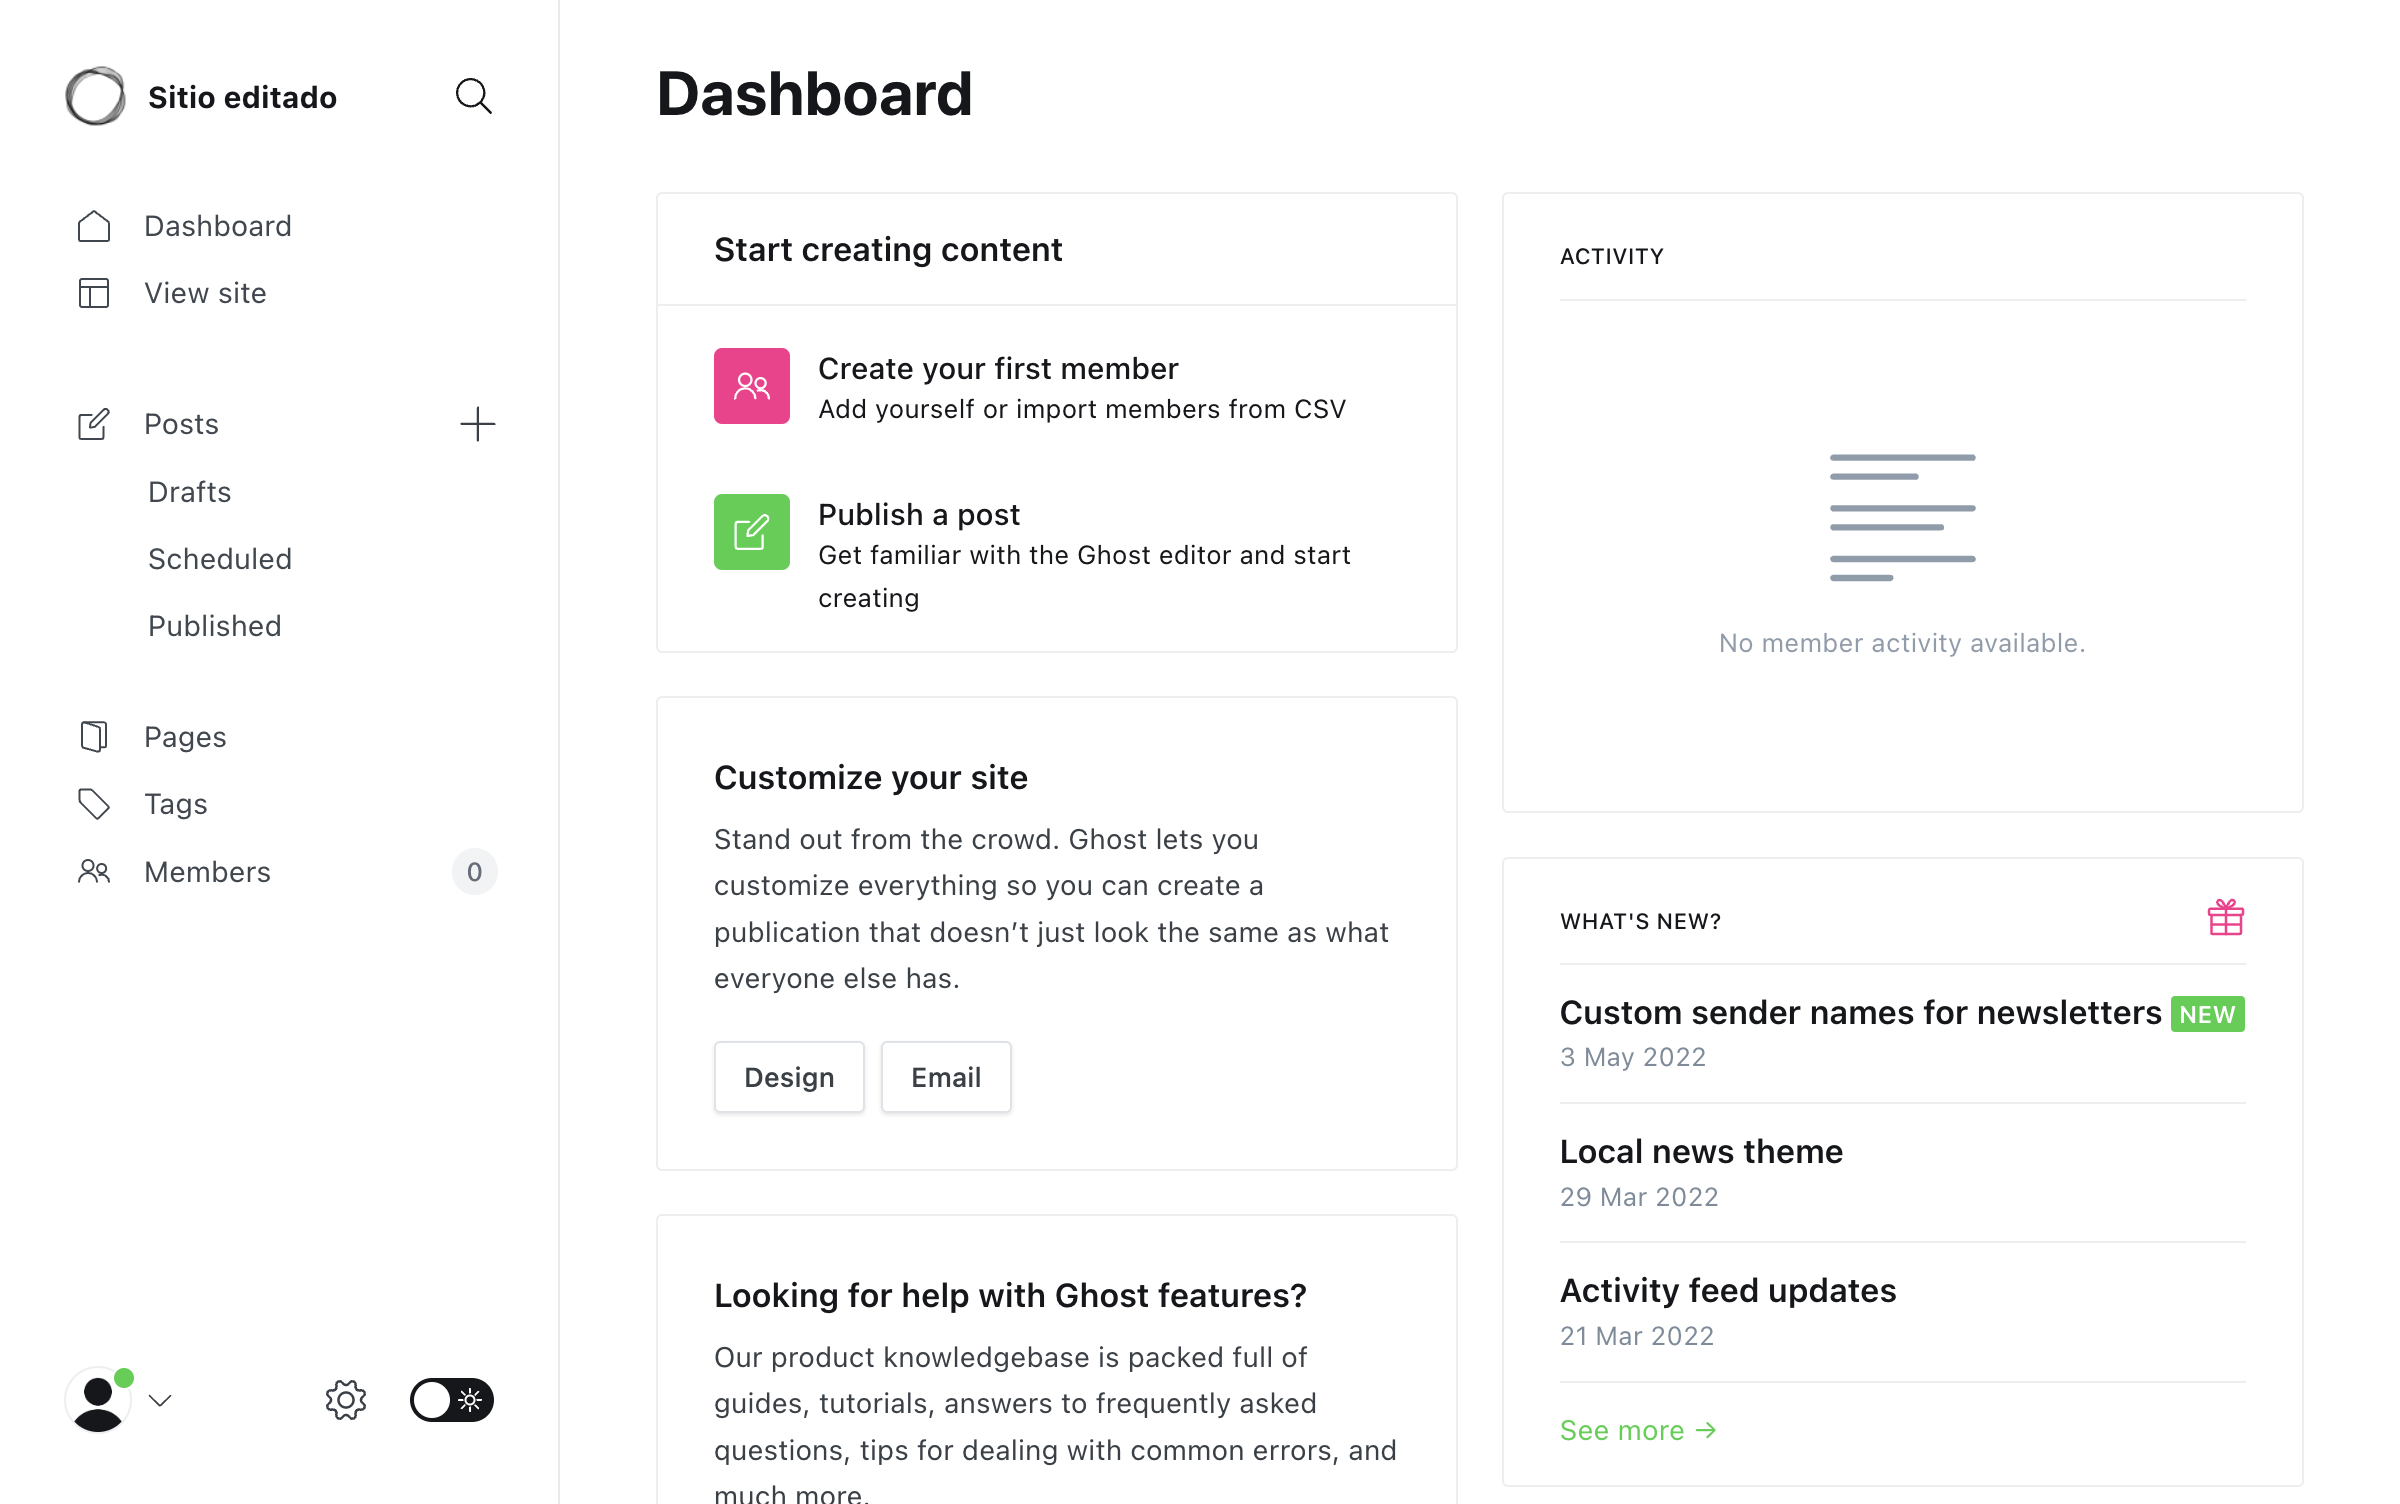 Sitio editado
Dashboard
View site
Posts
Drafts
Scheduled
Published
Pages
Tags
Members
0
Dashboard
Start creating content
Create your first member
Add yourself or import members from CSV
Publish a post
Get familiar with the Ghost editor and start
creating
Customize your site
Stand out from the crowd. Ghost lets you
customize everything so you can create a
publication that doesn’t just look the same as what
everyone else has.
Design
Email
Looking for help with Ghost features?
Our product knowledgebase is packed full of
guides, tutorials, answers to frequently asked
questions, tips for dealing with common errors, and
much more.
ACTIVITY
No member activity available.
WHAT'S NEW?
Custom sender names for newsletters NEW
3 May 2022
Local news theme
29 Mar 2022
Activity feed updates
21 Mar 2022
See more →